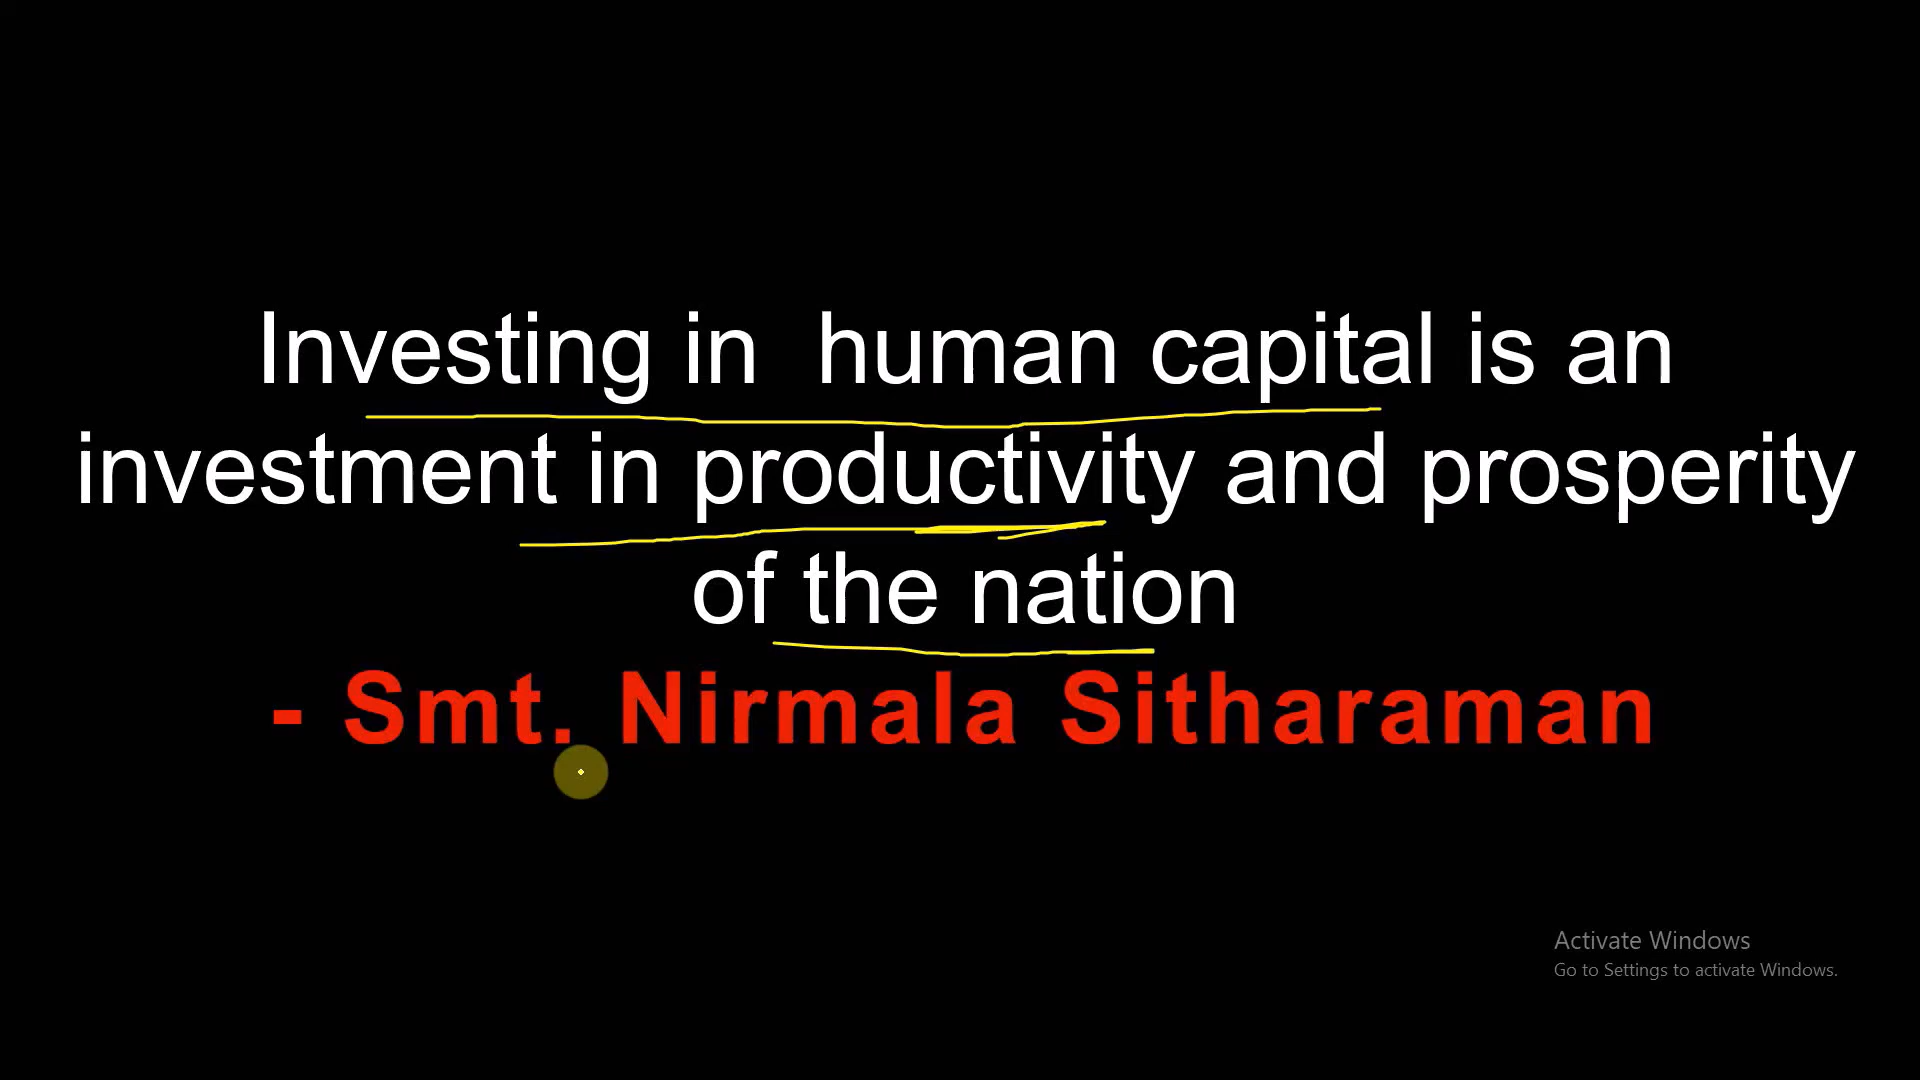 Investing in  human capital is an
investment in productivity and prosperity
of the nation
- Smt. Nirmala Sitharaman
Activate Windows
Go to Settings to activate Windows.